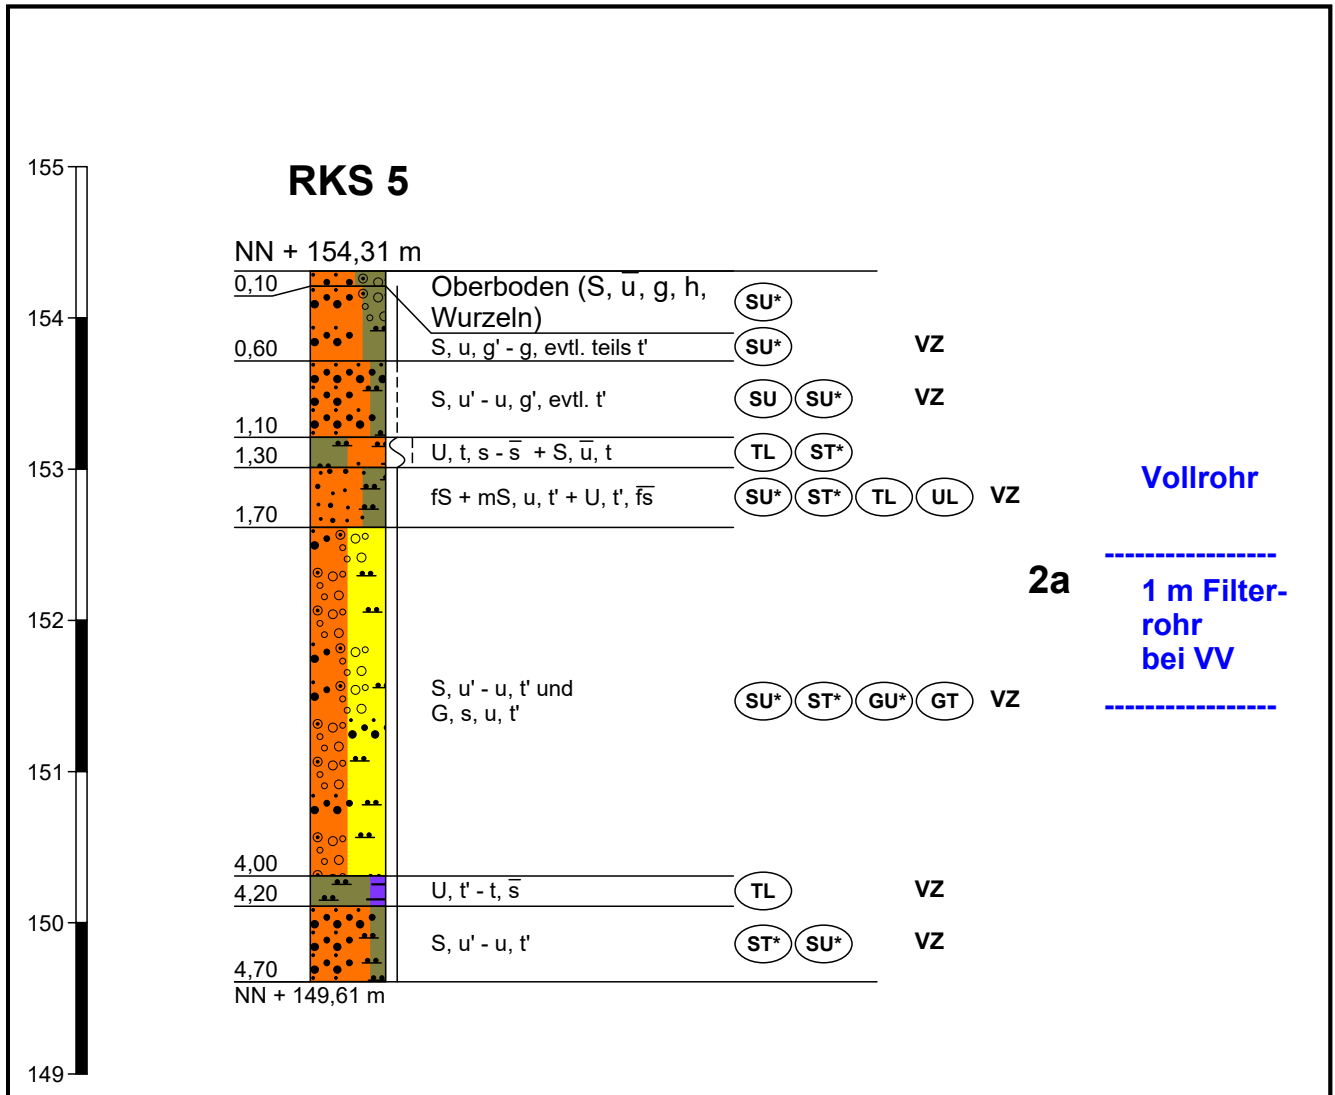 155
RKS 5
NN + 154,31 m
0,10
Oberboden (S, u̅, g, h,
Wurzeln)
SU*
154
0,60
S, u, g' - g, evtl. teils t'
SU*
VZ
S, u' - u, g', evtl. t'
SU SU*
VZ
1,10
1,30
U, t, s - s̅ + S, u̅, t
TL ST*
153
Vollrohr
fS + mS, u, t' + U, t', f̅s̅
SU* ST* TL UL VZ
1,70
-----------------
2a
1 m Filter-
rohr
bei VV
-----------------
152
S, u' - u, t' und
G, s, u, t'
SU* ST* GU* GT VZ
151
4,00
4,20
U, t' - t, s̅
TL
VZ
150
S, u' - u, t'
ST* SU*
VZ
4,70
NN + 149,61 m
149